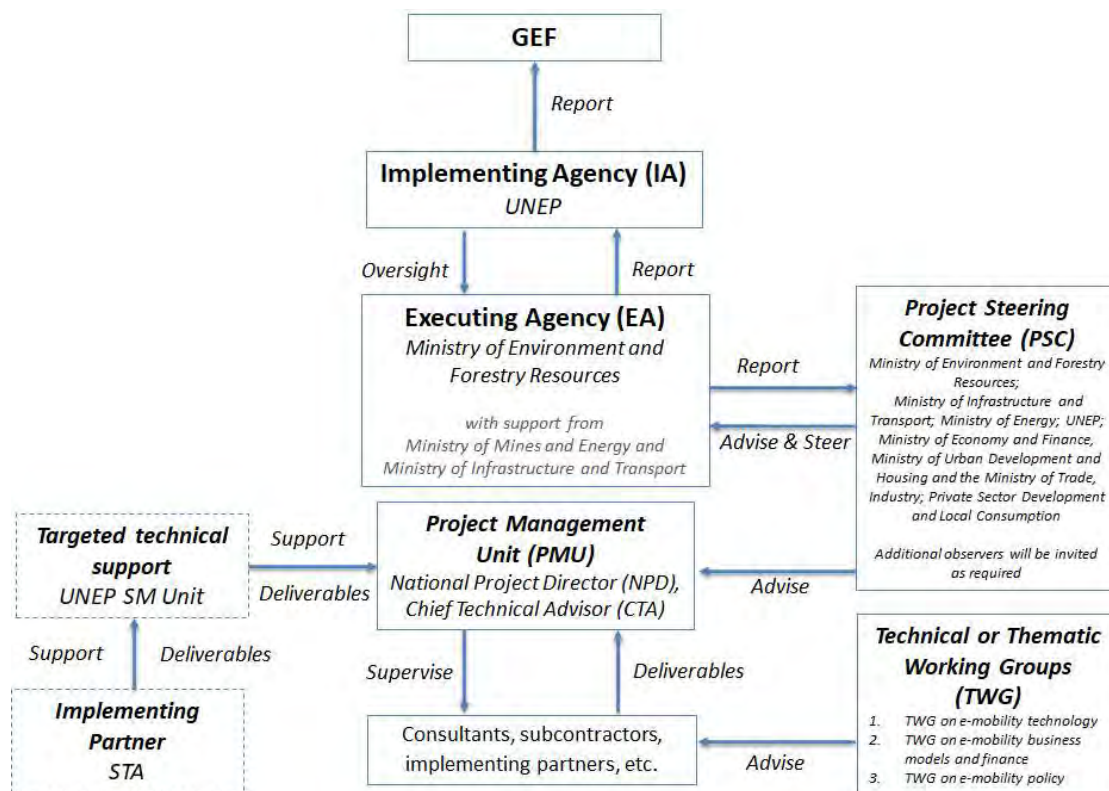 GEF
Report
Implementing Agency (IA)
UNEP
Oversight
Report
Executing Agency (EA)
Ministry of Environment and
Forestry Resources
with support from
Ministry of Mines and Energy and
Ministry of Infrastructure and Transport
Report
Advise & Steer
Project Steering
Committee (PSC)
Ministry of Environment and Forestry
Resources;
Ministry of Infrastructure and
Transport; Ministry of Energy; UNEP;
Ministry of Economy and Finance,
Ministry of Urban Development and
Housing and the Ministry of Trade,
Industry; Private Sector Development
and Local Consumption
Additional observers will be invited
as required
Targeted technical
support
UNEP SM Unit
Support
Deliverables
Project Management
Unit (PMU)
National Project Director (NPD),
Chief Technical Advisor (CTA)
Advise
Support
Deliverables
Implementing
Partner
STA
Supervise
Deliverables
Consultants, subcontractors,
implementing partners, etc.
Advise
Technical or Thematic
Working Groups
(TWG)
1. TWG on e-mobility technology
2. TWG on e-mobility business
models and finance
3. TWG on e-mobility policy